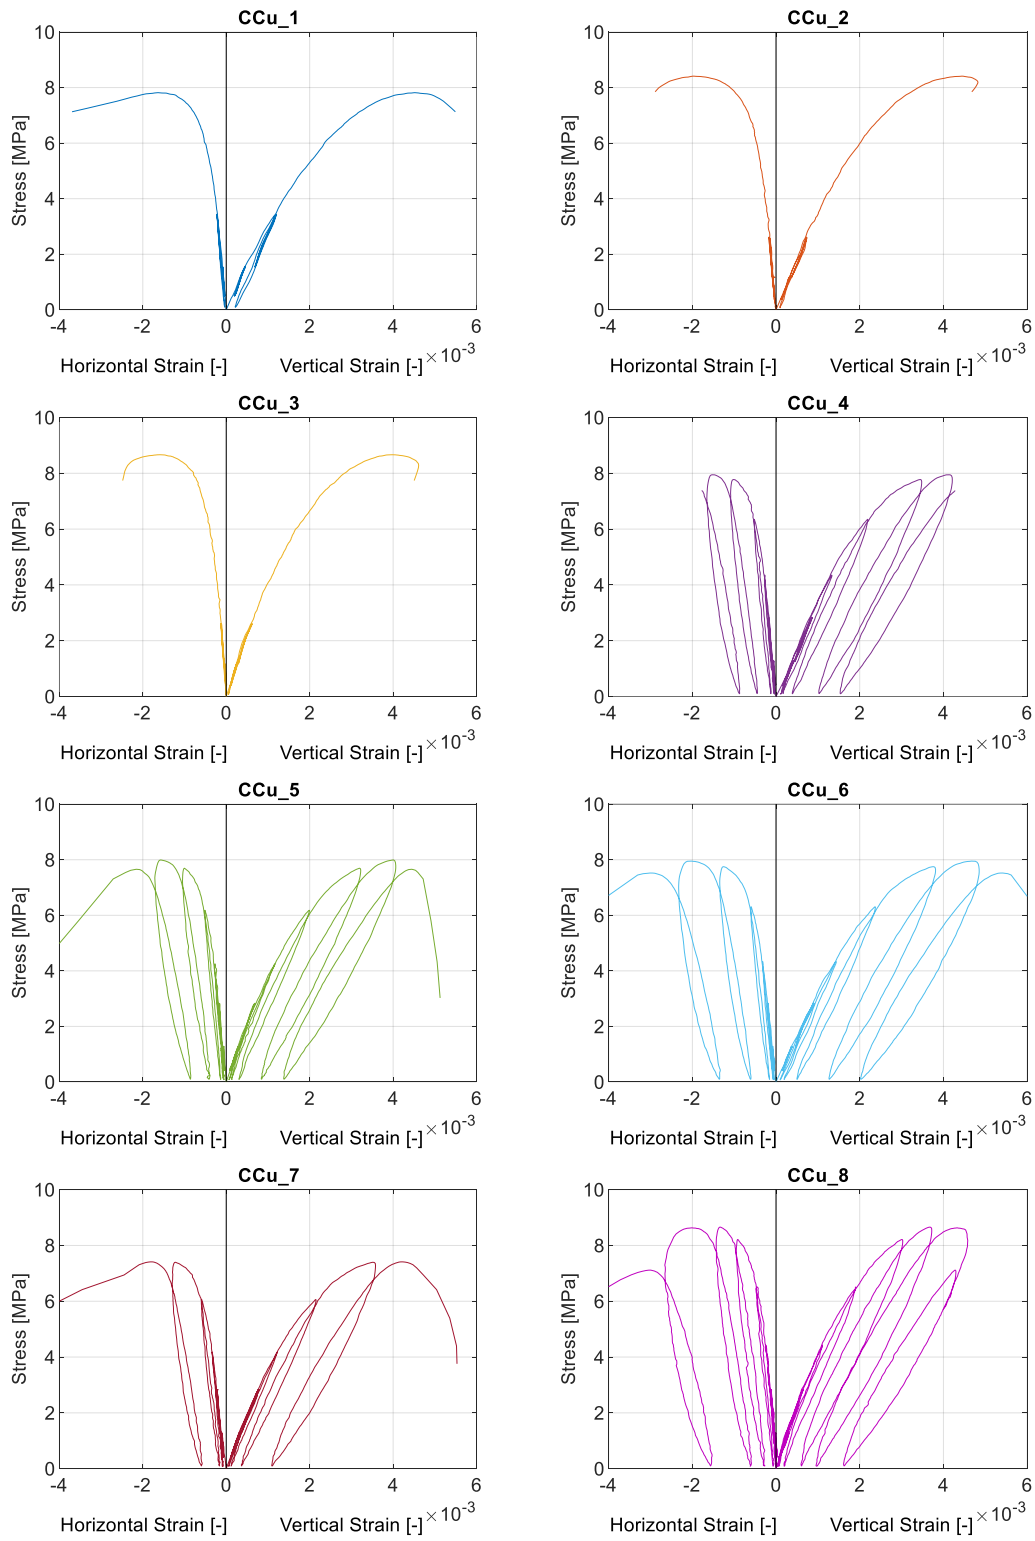 CCu_1
10
8
6
4
2
0
Stress [MPa]
-4 -2 0 2 4 6
×10-3
Horizontal Strain [-] Vertical Strain [-]
CCu_2
10
8
6
4
2
0
Stress [MPa]
-4 -2 0 2 4 6
×10-3
Horizontal Strain [-] Vertical Strain [-]
CCu_3
10
8
6
4
2
0
Stress [MPa]
-4 -2 0 2 4 6
×10-3
Horizontal Strain [-] Vertical Strain [-]
CCu_4
10
8
6
4
2
0
Stress [MPa]
-4 -2 0 2 4 6
×10-3
Horizontal Strain [-] Vertical Strain [-]
CCu_5
10
8
6
4
2
0
Stress [MPa]
-4 -2 0 2 4 6
×10-3
Horizontal Strain [-] Vertical Strain [-]
CCu_6
10
8
6
4
2
0
Stress [MPa]
-4 -2 0 2 4 6
×10-3
Horizontal Strain [-] Vertical Strain [-]
CCu_7
10
8
6
4
2
0
Stress [MPa]
-4 -2 0 2 4 6
×10-3
Horizontal Strain [-] Vertical Strain [-]
CCu_8
10
8
6
4
2
0
Stress [MPa]
-4 -2 0 2 4 6
×10-3
Horizontal Strain [-] Vertical Strain [-]